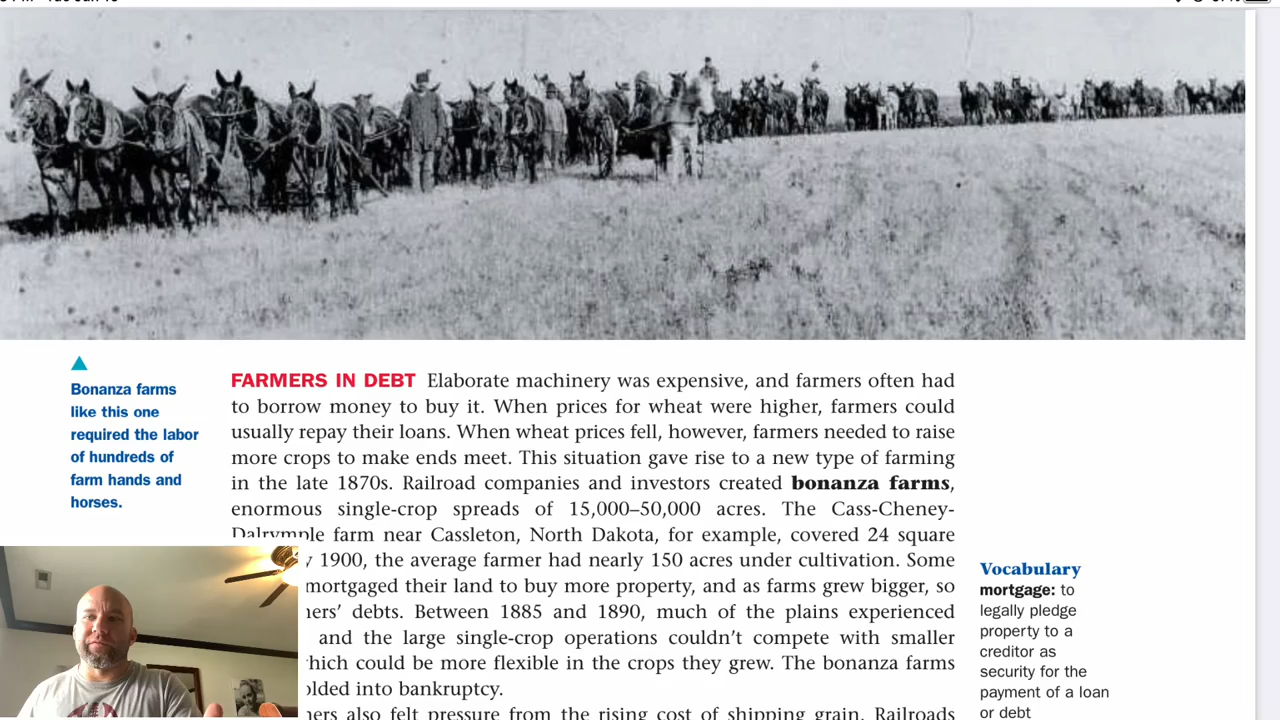 Bonanza farms
like this one
required the labor
of hundreds of
farm hands and
horses.
FARMERS IN DEBT Elaborate machinery was expensive, and farmers often had
to borrow money to buy it. When prices for wheat were higher, farmers could
usually repay their loans. When wheat prices fell, however, farmers needed to raise
more crops to make ends meet. This situation gave rise to a new type of farming
in the late 1870s. Railroad companies and investors created bonanza farms,
enormous single-crop spreads of 15,000–50,000 acres. The Cass-Cheney-
Dalrymple farm near Cassleton, North Dakota, for example, covered 24 square
1900, the average farmer had nearly 150 acres under cultivation. Some
mortgaged their land to buy more property, and as farms grew bigger, so
ers’ debts. Between 1885 and 1890, much of the plains experienced
and the large single-crop operations couldn’t compete with smaller
hich could be more flexible in the crops they grew. The bonanza farms
olded into bankruptcy.
ers also felt pressure from the rising cost of shipping grain. Railroads
Vocabulary
mortgage: to
legally pledge
property to a
creditor as
security for the
payment of a loan
or debt